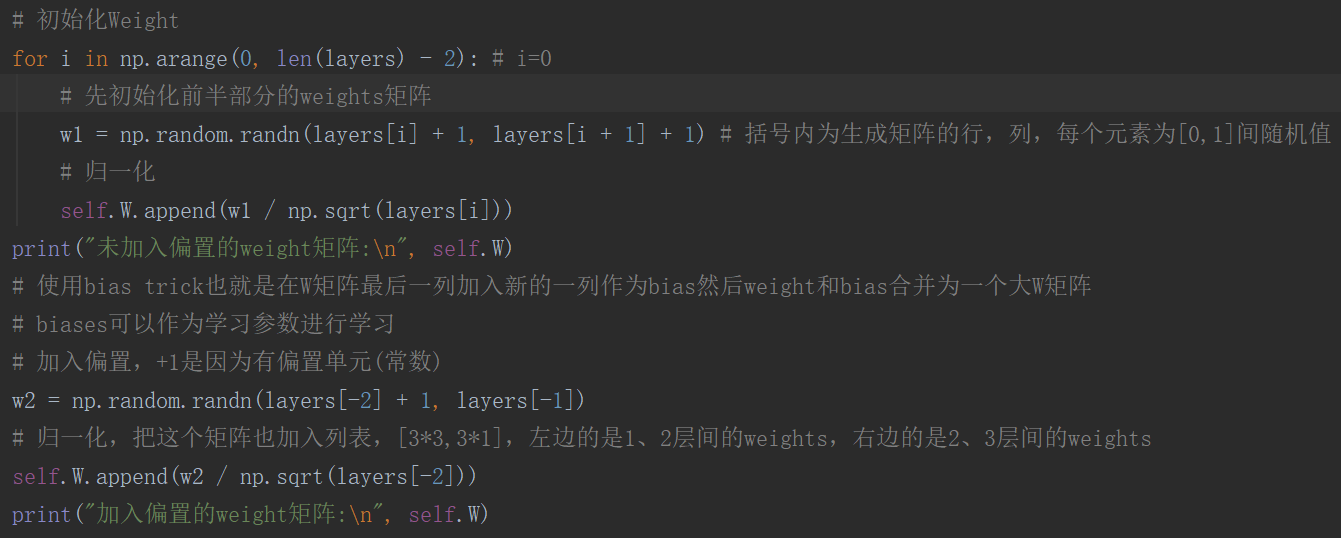 # 初始化Weight
for i in np.arange(0, len(layers) - 2): # i=0
    # 先初始化前半部分的weights矩阵
    w1 = np.random.randn(layers[i] + 1, layers[i + 1] + 1) # 括号内为生成矩阵的行，列，每个元素为[0,1]间随机值
    # 归一化
    self.W.append(w1 / np.sqrt(layers[i]))
print("未加入偏置的weight矩阵:\n", self.W)
# 使用bias trick也就是在W矩阵最后一列加入新的一列作为bias然后weight和bias合并为一个大W矩阵
# biases可以作为学习参数进行学习
# 加入偏置，+1是因为有偏置单元(常数)
w2 = np.random.randn(layers[-2] + 1, layers[-1])
# 归一化，把这个矩阵也加入列表，[3*3,3*1]，左边的是1、2层间的weights，右边的是2、3层间的weights
self.W.append(w2 / np.sqrt(layers[-2]))
print("加入偏置的weight矩阵:\n", self.W)